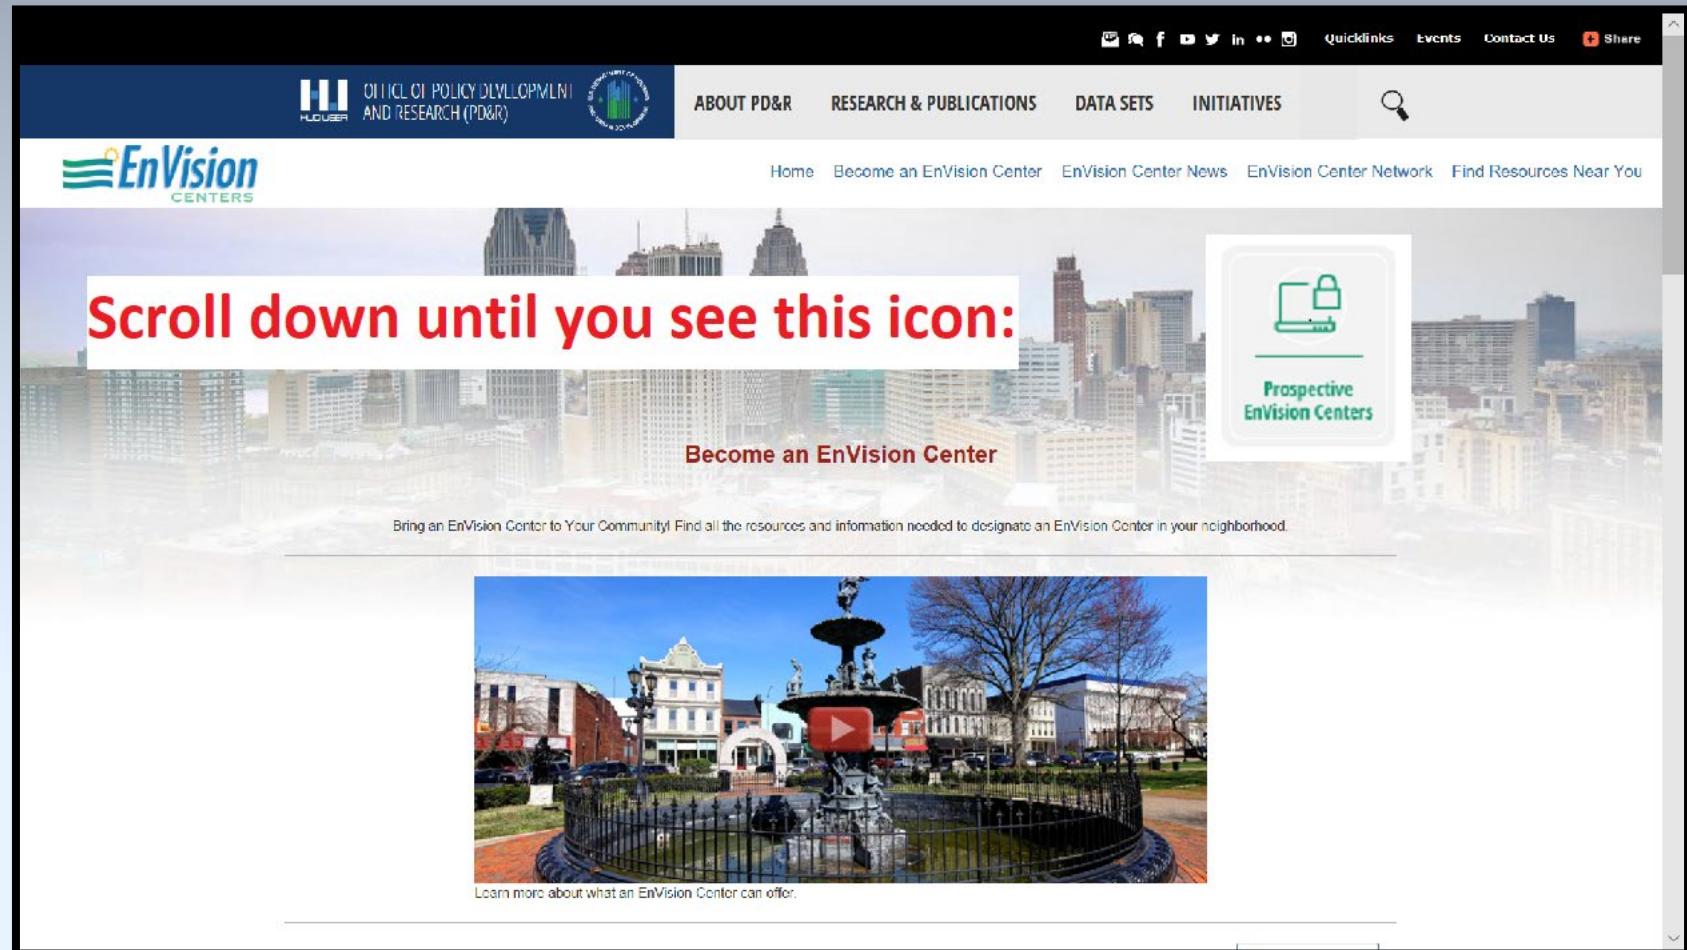 Quicklinks Events Contact Us Share
HUD USER
OFFICE OF POLICY DEVELOPMENT
AND RESEARCH (PD&R)
ABOUT PD&R RESEARCH & PUBLICATIONS DATA SETS INITIATIVES
EnVision
CENTERS
Home Become an EnVision Center EnVision Center News EnVision Center Network Find Resources Near You
Scroll down until you see this icon:
Prospective
EnVision Centers
Become an EnVision Center
Bring an EnVision Center to Your Community! Find all the resources and information needed to designate an EnVision Center in your neighborhood.
Learn more about what an EnVision Center can offer.